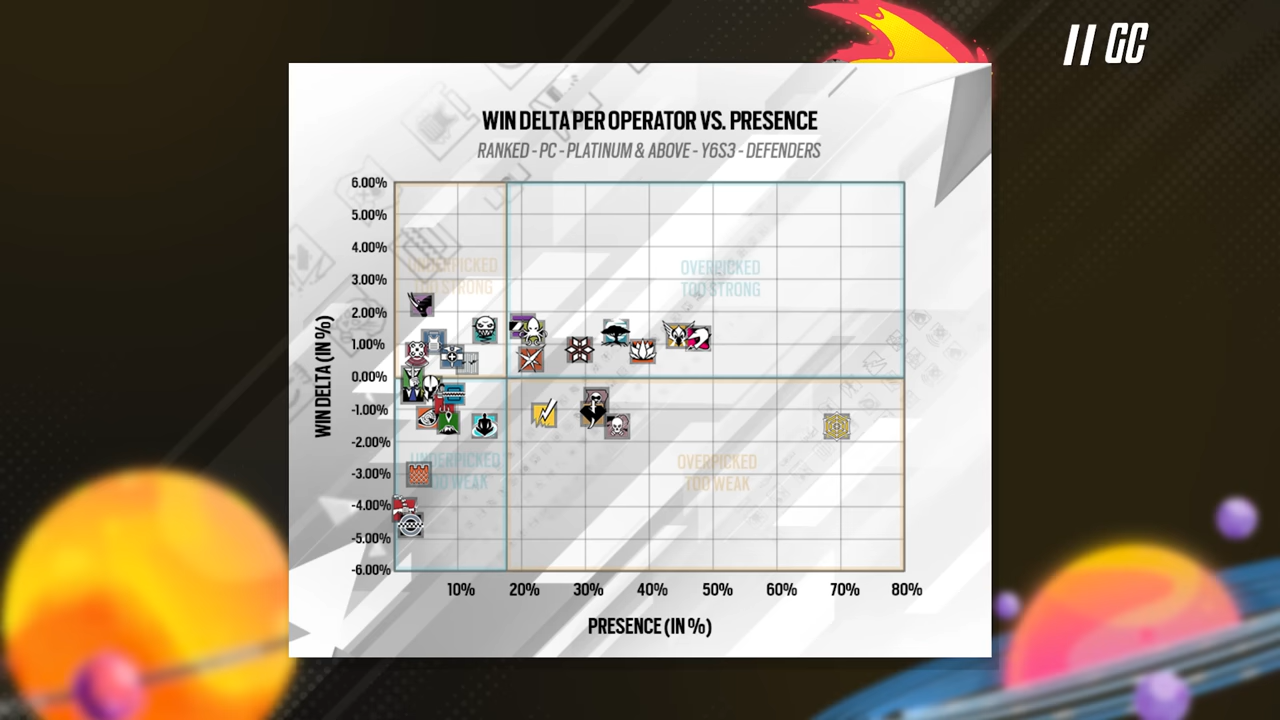 GC
WIN DELTA PER OPERATOR VS. PRESENCE
RANKED - PC - PLATINUM & ABOVE - Y6S3 - DEFENDERS
6.00%
5.00%
4.00%
3.00%
2.00%
1.00%
0.00%
-1.00%
-2.00%
-3.00%
-4.00%
-5.00%
-6.00%
WIN DELTA (IN %)
UNDERPICKED
TOO STRONG
OVERPICKED
TOO STRONG
UNDERPICKED
TOO WEAK
OVERPICKED
TOO WEAK
10% 20% 30% 40% 50% 60% 70% 80%
PRESENCE (IN %)